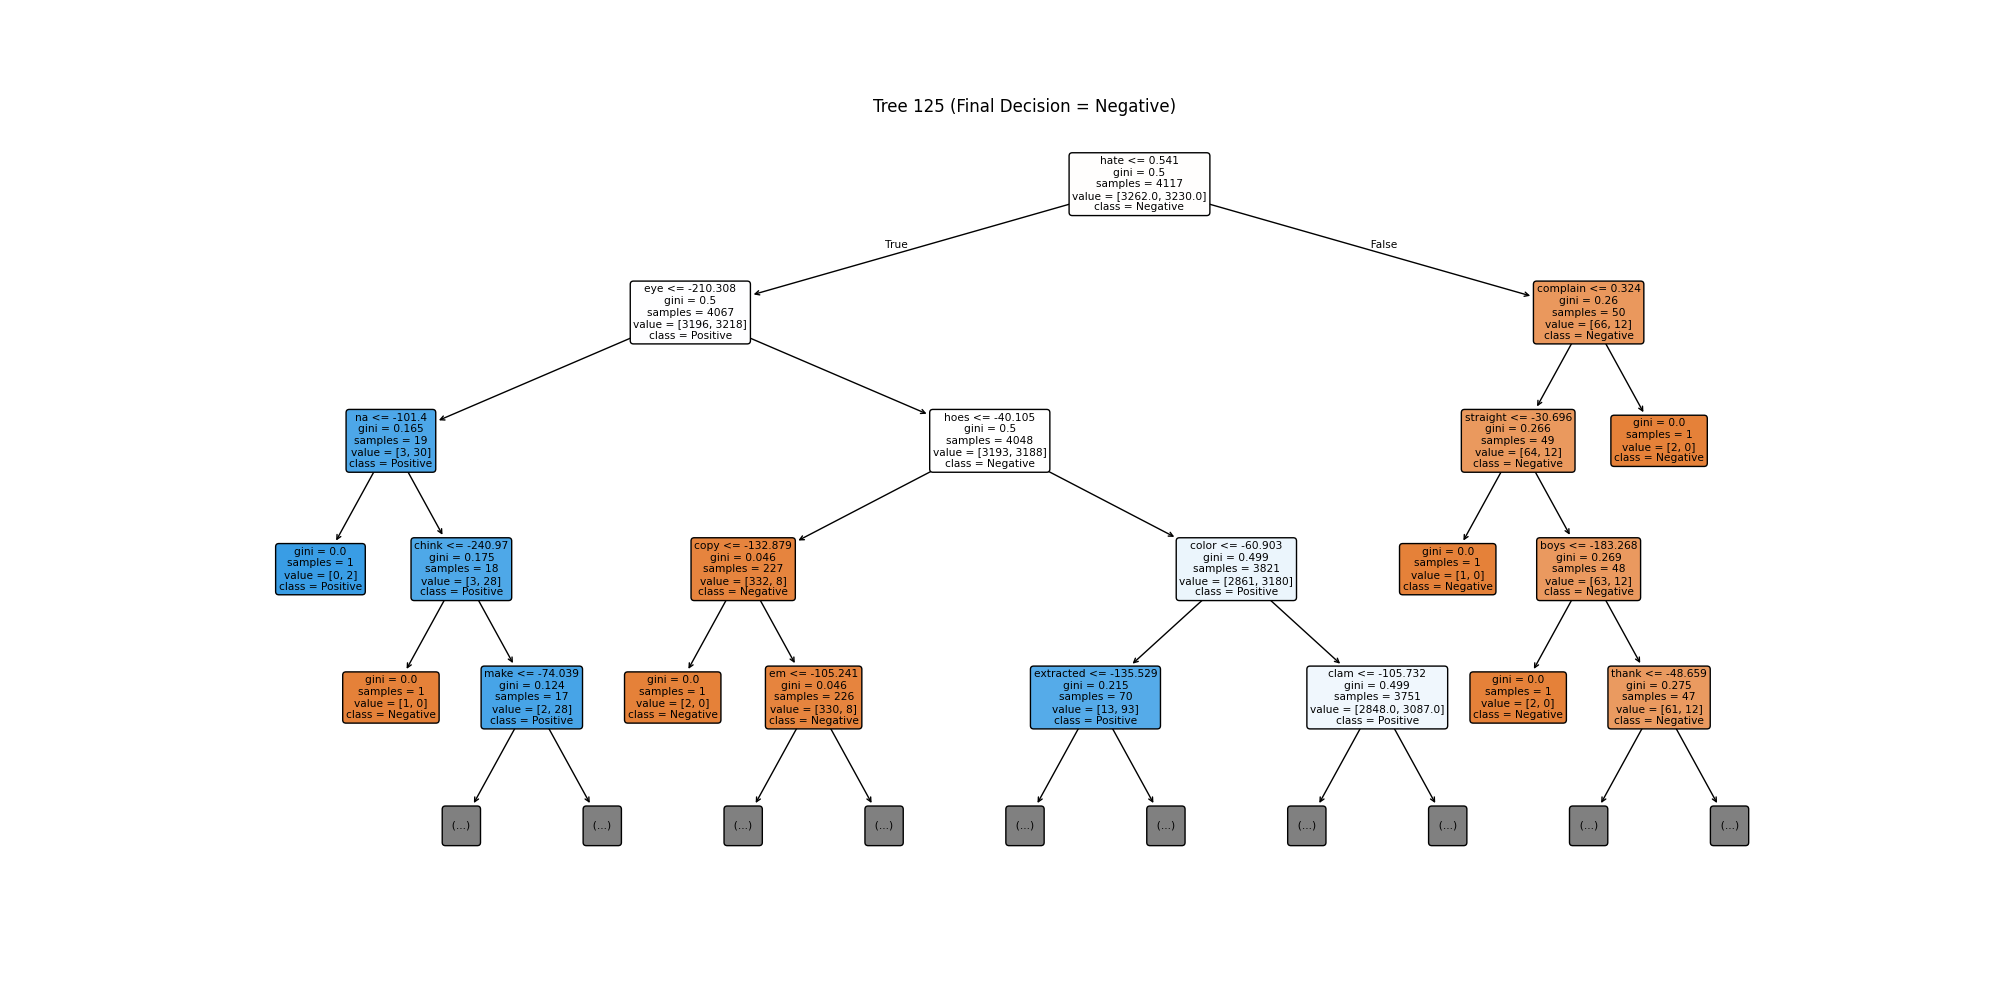 Tree 125 (Final Decision = Negative)
hate <= 0.541
gini = 0.5
samples = 4117
value = [3262.0, 3230.0]
class = Negative
True
False
eye <= -210.308
gini = 0.5
samples = 4067
value = [3196, 3218]
class = Positive
complain <= 0.324
gini = 0.26
samples = 50
value = [66, 12]
class = Negative
na <= -101.4
gini = 0.165
samples = 19
value = [3, 30]
class = Positive
hoes <= -40.105
gini = 0.5
samples = 4048
value = [3193, 3188]
class = Negative
straight <= -30.696
gini = 0.266
samples = 49
value = [64, 12]
class = Negative
gini = 0.0
samples = 1
value = [2, 0]
class = Negative
gini = 0.0
samples = 1
value = [0, 2]
class = Positive
chink <= -240.97
gini = 0.175
samples = 18
value = [3, 28]
class = Positive
copy <= -132.879
gini = 0.046
samples = 227
value = [332, 8]
class = Negative
color <= -60.903
gini = 0.499
samples = 3821
value = [2861, 3180]
class = Positive
gini = 0.0
samples = 1
value = [1, 0]
class = Negative
boys <= -183.268
gini = 0.269
samples = 48
value = [63, 12]
class = Negative
gini = 0.0
samples = 1
value = [1, 0]
class = Negative
make <= -74.039
gini = 0.124
samples = 17
value = [2, 28]
class = Positive
gini = 0.0
samples = 1
value = [2, 0]
class = Negative
em <= -105.241
gini = 0.046
samples = 226
value = [330, 8]
class = Negative
extracted <= -135.529
gini = 0.215
samples = 70
value = [13, 93]
class = Positive
clam <= -105.732
gini = 0.499
samples = 3751
value = [2848.0, 3087.0]
class = Positive
gini = 0.0
samples = 1
value = [2, 0]
class = Negative
thank <= -48.659
gini = 0.275
samples = 47
value = [61, 12]
class = Negative
(...)
(...)
(...)
(...)
(...)
(...)
(...)
(...)
(...)
(...)